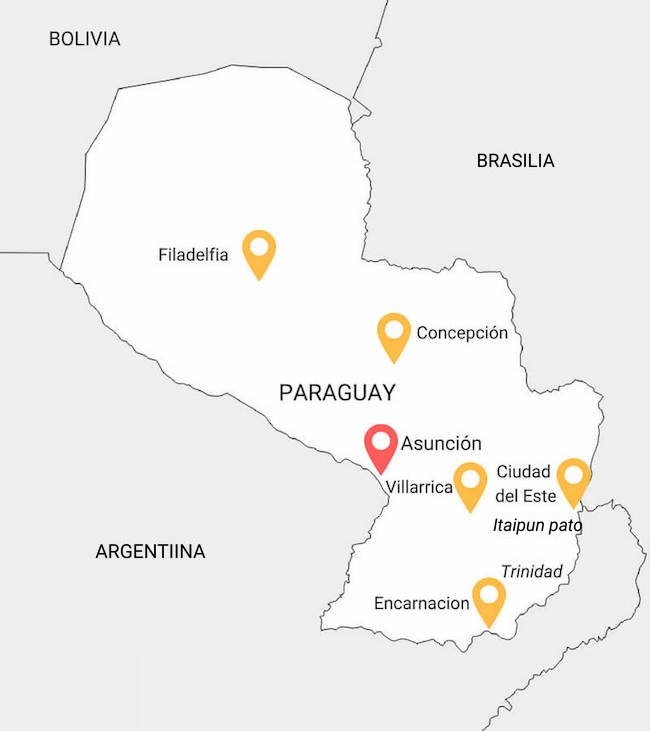 BOLIVIA
BRASILIA
Filadelfia
Concepción
PARAGUAY
Asunción
Villarrica
Ciudad
del Este
Itaipun pato
ARGENTIINA
Trinidad
Encarnacion